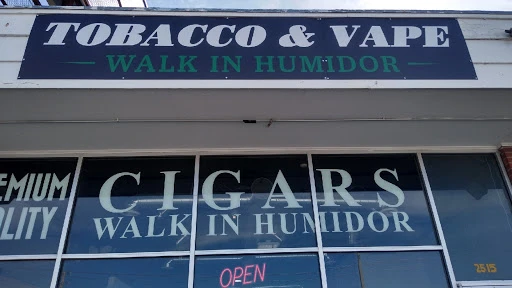 TOBACCO & VAPE
WALK IN HUMIDOR
EMIUM
LITY
CIGARS
WALK IN HUMIDOR
OPEN
2515